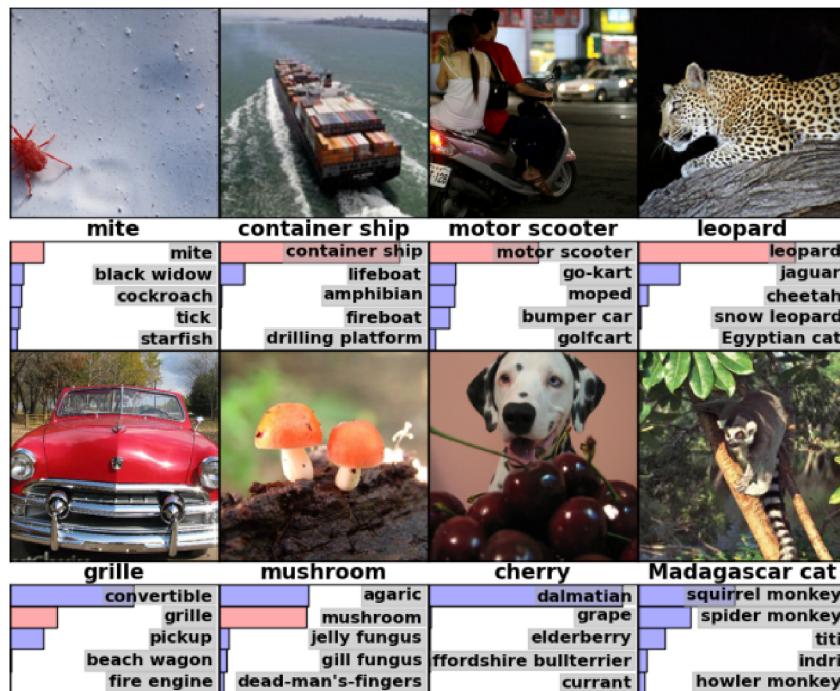 mite
container ship
motor scooter
leopard
mite
black widow
cockroach
tick
starfish
container ship
lifeboat
amphibian
fireboat
drilling platform
motor scooter
go-kart
moped
bumper car
golfcart
leopard
jaguar
cheetah
snow leopard
Egyptian cat
grille
mushroom
cherry
Madagascar cat
convertible
grille
pickup
beach wagon
fire engine
agaric
mushroom
jelly fungus
gill fungus
dead-man's-fingers
dalmatian
grape
elderberry
ffordshire bullterrier
currant
squirrel monkey
spider monkey
titi
indri
howler monkey